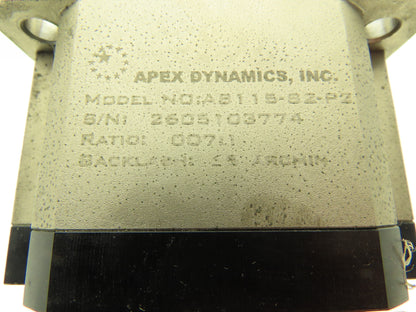 APEX DYNAMICS, INC.
MODEL NO:AB115-S2-P2
S/N: 2605103774
RATIO: 007:1
BACKLASH: ≤5 ARCMIN